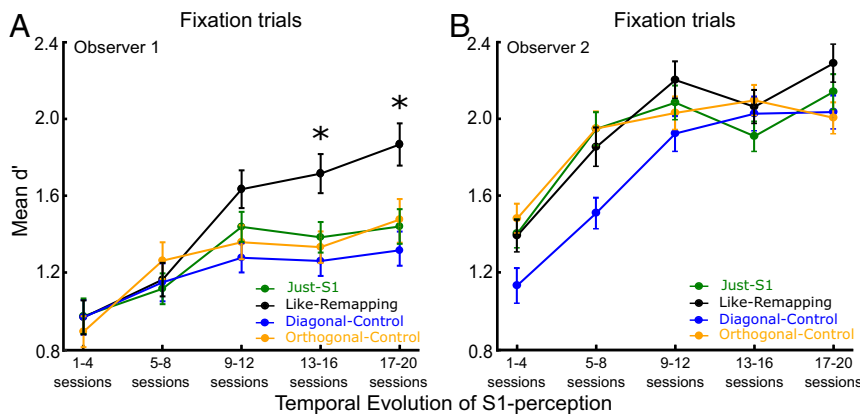 A
Fixation trials
Observer 1
2.4
2.0
1.6
1.2
0.8
Mean d'
*
*
Just-S1
Like-Remapping
Diagonal-Control
Orthogonal-Control
1-4 sessions
5-8 sessions
9-12 sessions
13-16 sessions
17-20 sessions
B
Fixation trials
Observer 2
2.4
2.0
1.6
1.2
0.8
Just-S1
Like-Remapping
Diagonal-Control
Orthogonal-Control
1-4 sessions
5-8 sessions
9-12 sessions
13-16 sessions
17-20 sessions
Temporal Evolution of S1-perception